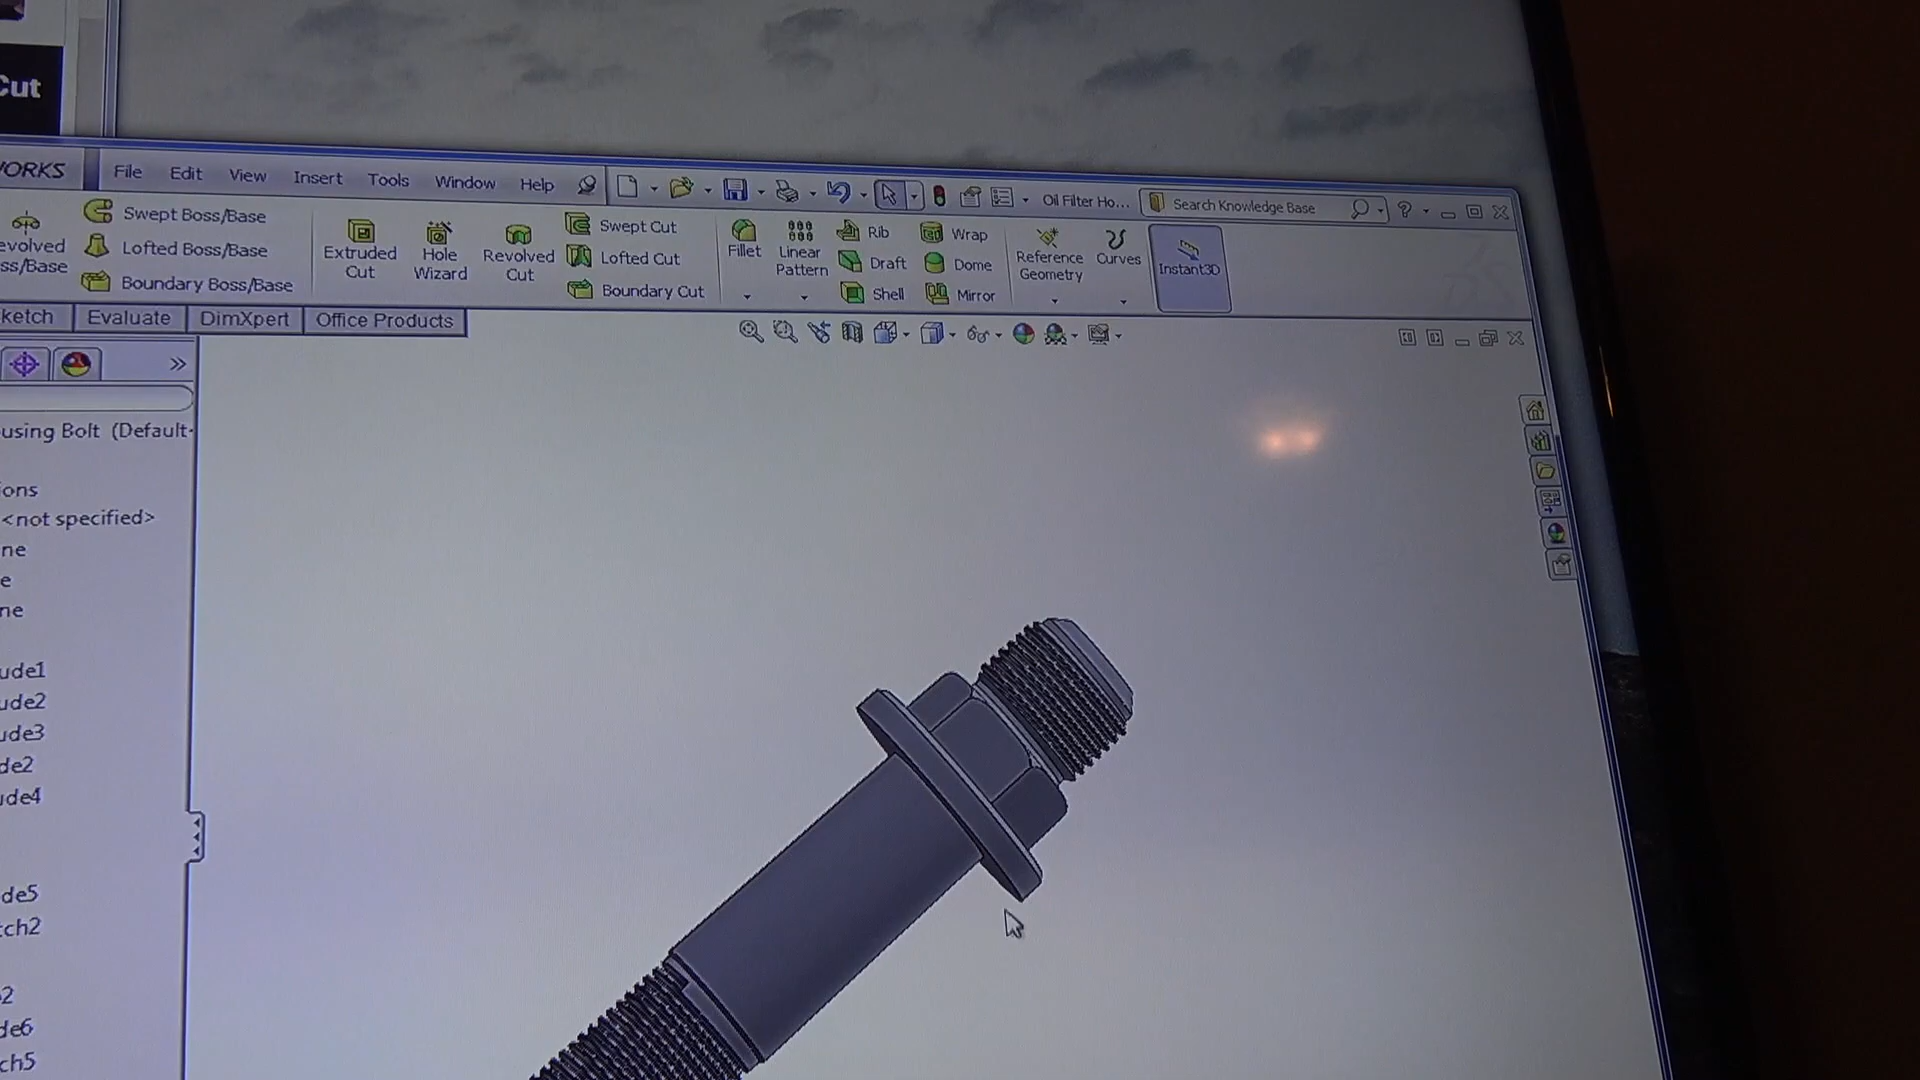 Cut
WORKS
File Edit View Insert Tools Window Help
Oil Filter Ho...
Search Knowledge Base
evolved
ss/Base
Swept Boss/Base
Lofted Boss/Base
Boundary Boss/Base
Extruded
Cut
Hole
Wizard
Revolved
Cut
Swept Cut
Lofted Cut
Boundary Cut
Fillet
Linear
Pattern
Rib
Draft
Shell
Wrap
Dome
Mirror
Reference
Geometry
Curves
Instant3D
ketch Evaluate DimXpert Office Products
using Bolt (Default-
ions
<not specified>
ne
e
ne
ude1
ude2
ude3
de2
ude4
de5
tch2
2
de6
ch5